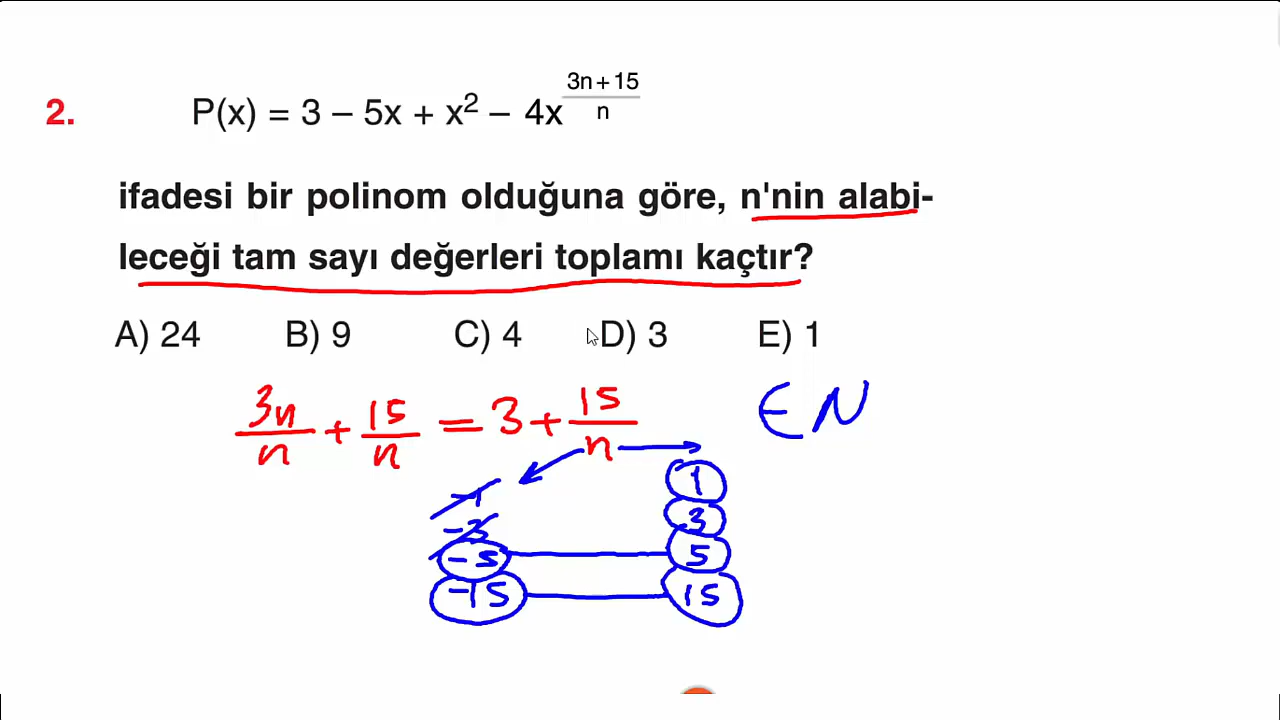 2. P(x) = 3 – 5x + x² – 4x^((3n+15)/n)
ifadesi bir polinom olduğuna göre, n'nin alabi-
leceği tam sayı değerleri toplamı kaçtır?
A) 24 B) 9 C) 4 D) 3 E) 1
3n/n + 15/n = 3 + 15/n ∈ N
-1 1
-3 3
-5 5
-15 15